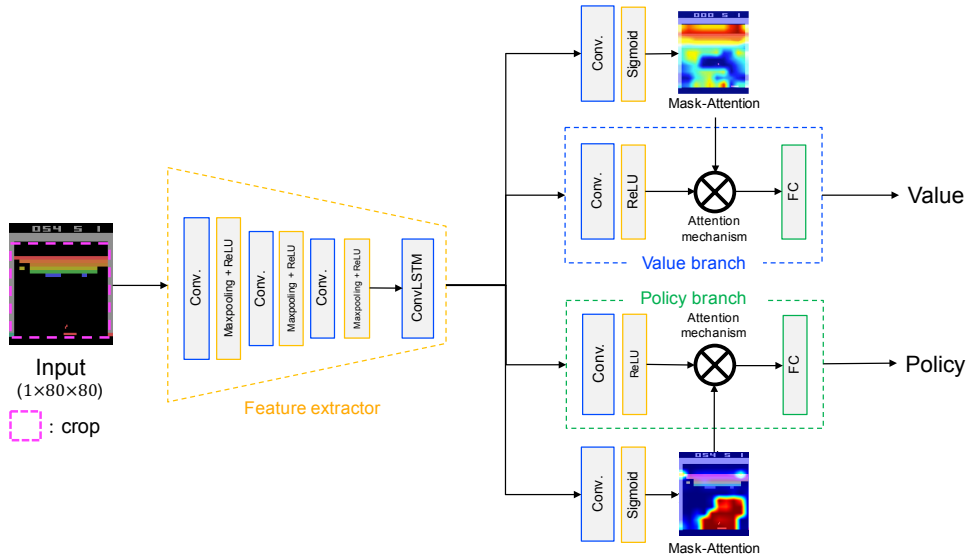 054 5 1
Input
(1×80×80)
: crop
Conv.
Maxpooling + ReLU
Conv.
Maxpooling + ReLU
Conv.
Maxpooling + ReLU
ConvLSTM
Feature extractor
Conv.
Sigmoid
000 5 1
Mask-Attention
Conv.
ReLU
Attention
mechanism
FC
Value branch
Value
Policy branch
Conv.
ReLU
Attention
mechanism
FC
Policy
Conv.
Sigmoid
054 5 1
Mask-Attention